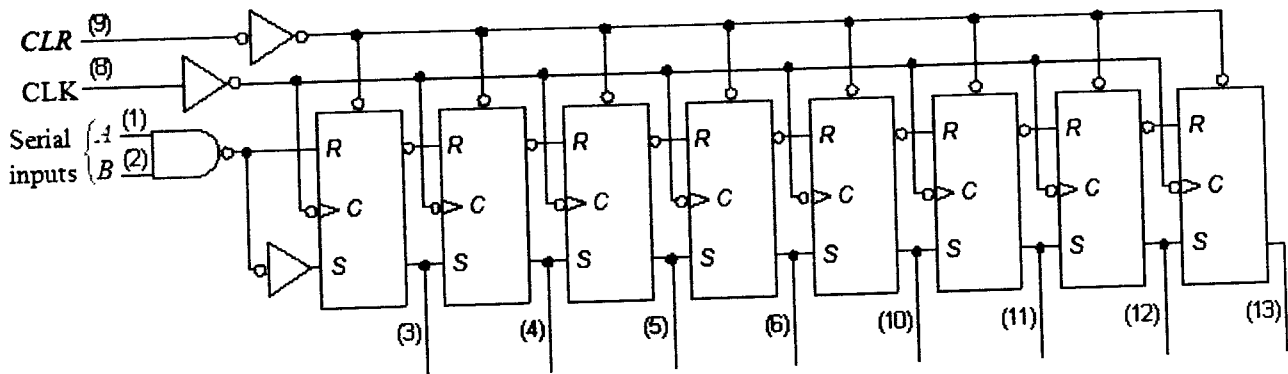 CLR (9)
CLK (8)
Serial inputs { A (1)
B (2)
R R R R R R R R
C C C C C C C C
S S S S S S S S
(3) (4) (5) (6) (10) (11) (12) (13)